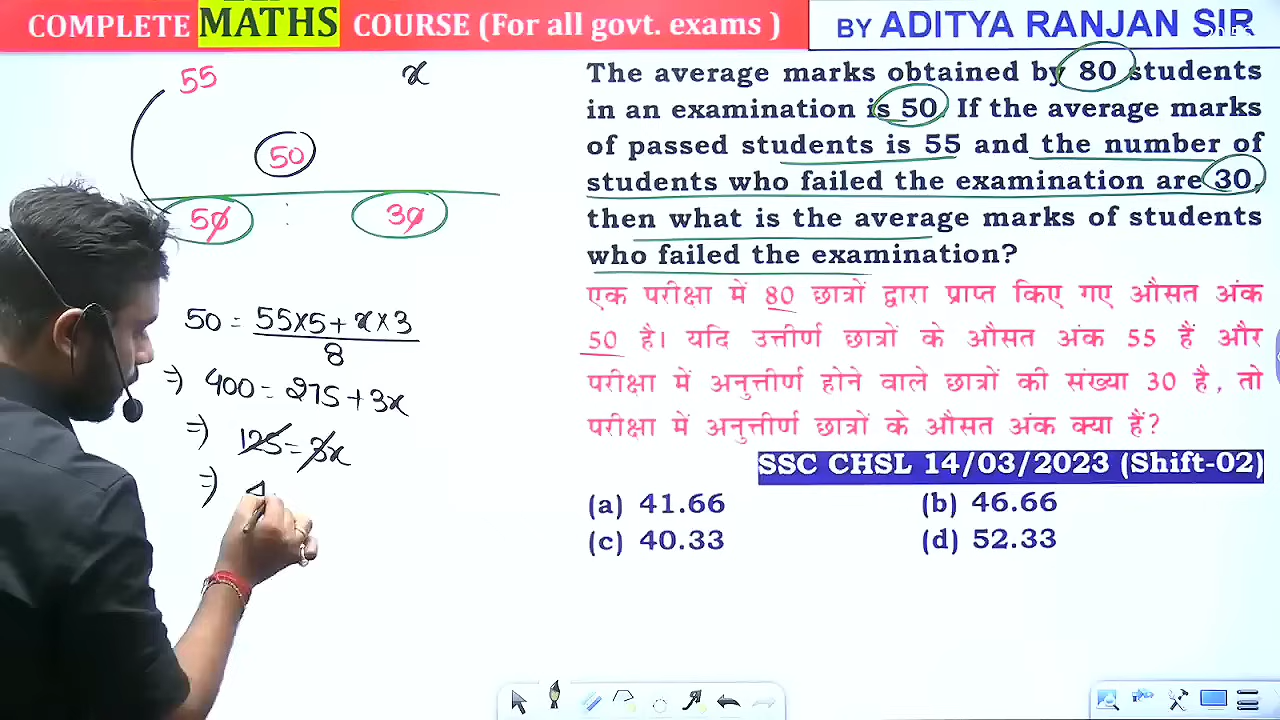 COMPLETE MATHS COURSE (For all govt. exams )
BY ADITYA RANJAN SIR
55 x
50
50 : 30
50 = 55×5 + x×3
8
⇒ 400 = 275 + 3x
⇒ 125 = 3x
⇒ 4
The average marks obtained by 80 students
in an examination is 50. If the average marks
of passed students is 55 and the number of
students who failed the examination are 30,
then what is the average marks of students
who failed the examination?
एक परीक्षा में 80 छात्रों द्वारा प्राप्त किए गए औसत अंक
50 है। यदि उत्तीर्ण छात्रों के औसत अंक 55 हैं और
परीक्षा में अनुत्तीर्ण होने वाले छात्रों की संख्या 30 है, तो
परीक्षा में अनुत्तीर्ण छात्रों के औसत अंक क्या हैं?
SSC CHSL 14/03/2023 (Shift-02)
(a) 41.66 (b) 46.66
(c) 40.33 (d) 52.33